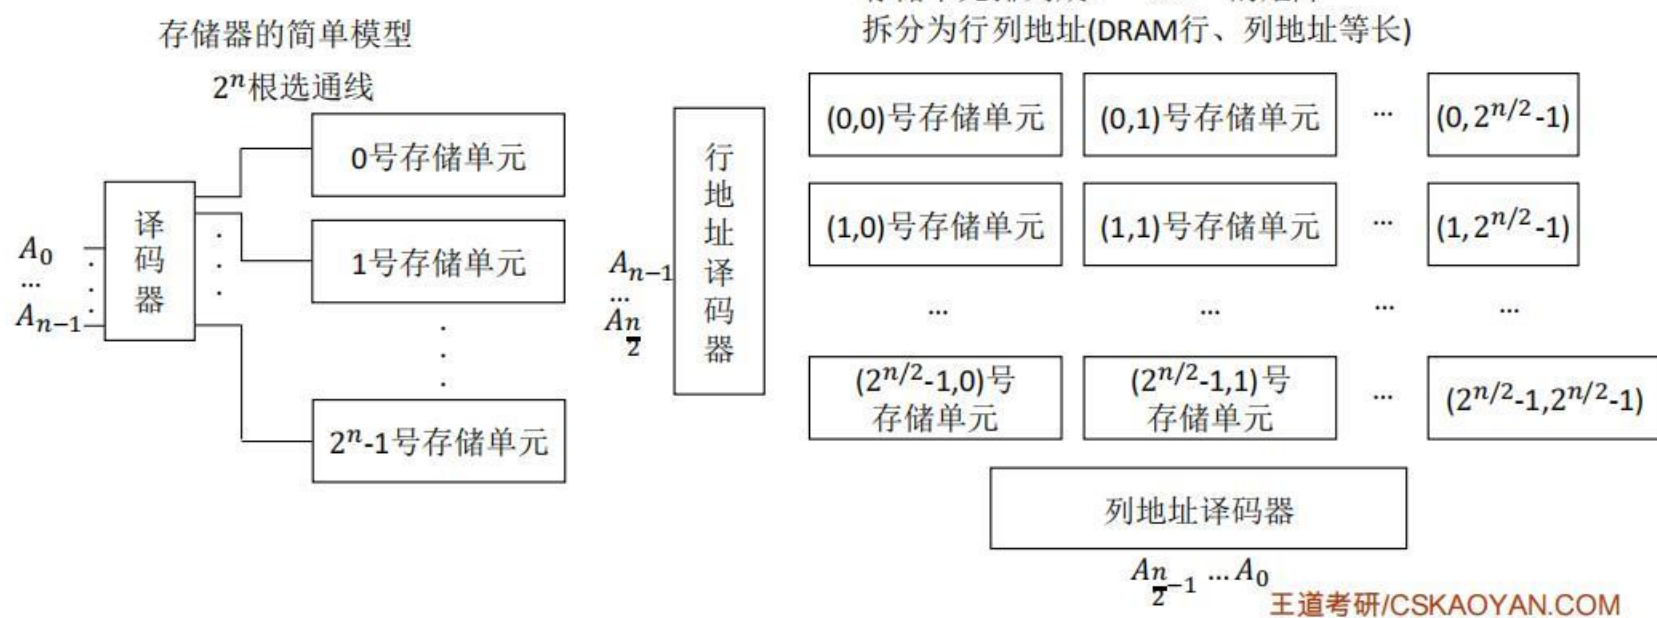 存储器的简单模型
2^n根选通线
A_0
...
A_{n-1}
译码器
0号存储单元
1号存储单元
2^n-1号存储单元
拆分为行列地址(DRAM行、列地址等长)
A_{n-1}
...
A_{n/2}
行地址译码器
(0,0)号存储单元 (0,1)号存储单元 ... (0, 2^{n/2}-1)
(1,0)号存储单元 (1,1)号存储单元 ... (1, 2^{n/2}-1)
... ... ... ...
(2^{n/2}-1,0)号存储单元 (2^{n/2}-1,1)号存储单元 ... (2^{n/2}-1,2^{n/2}-1)
列地址译码器
A_{n/2-1} ... A_0
王道考研/CSKAOYAN.COM